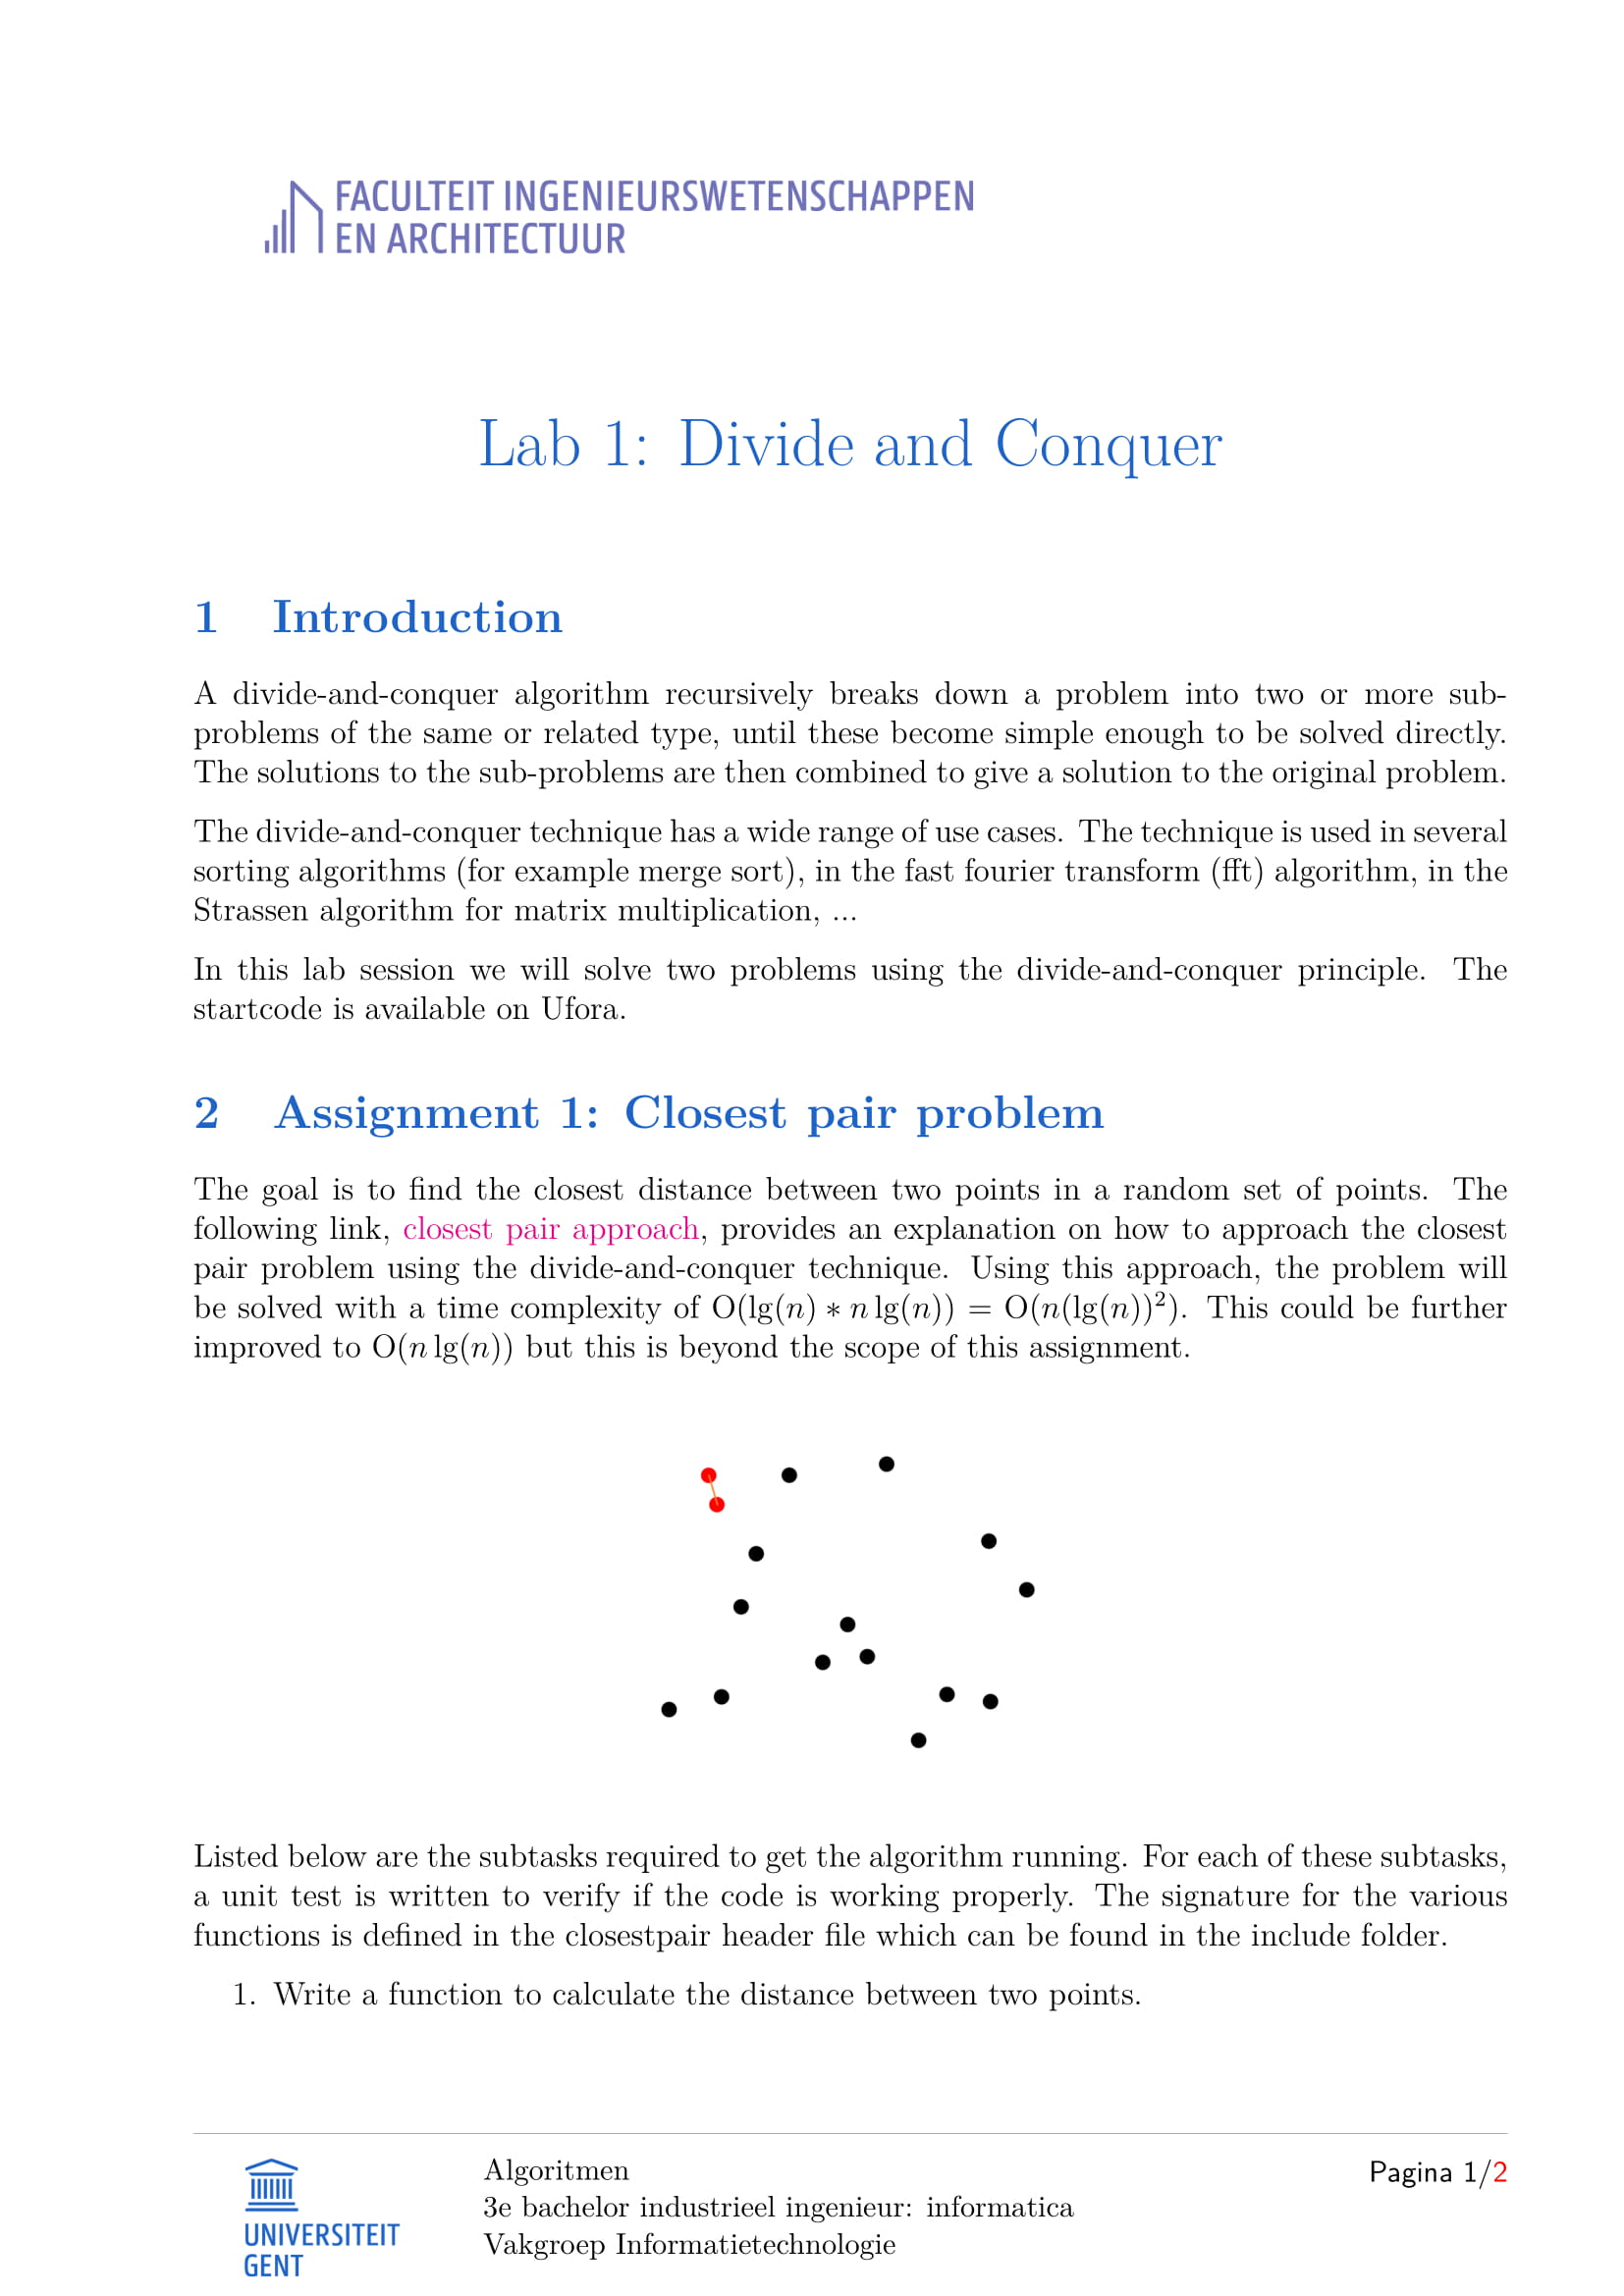 FACULTEIT INGENIEURSWETENSCHAPPEN
EN ARCHITECTUUR
Lab 1: Divide and Conquer
1 Introduction
A divide-and-conquer algorithm recursively breaks down a problem into two or more sub-
problems of the same or related type, until these become simple enough to be solved directly.
The solutions to the sub-problems are then combined to give a solution to the original problem.
The divide-and-conquer technique has a wide range of use cases. The technique is used in several
sorting algorithms (for example merge sort), in the fast fourier transform (fft) algorithm, in the
Strassen algorithm for matrix multiplication, ...
In this lab session we will solve two problems using the divide-and-conquer principle. The
startcode is available on Ufora.
2 Assignment 1: Closest pair problem
The goal is to find the closest distance between two points in a random set of points. The
following link, closest pair approach, provides an explanation on how to approach the closest
pair problem using the divide-and-conquer technique. Using this approach, the problem will
be solved with a time complexity of O(lg(n) ∗ n lg(n)) = O(n(lg(n))²). This could be further
improved to O(n lg(n)) but this is beyond the scope of this assignment.
Listed below are the subtasks required to get the algorithm running. For each of these subtasks,
a unit test is written to verify if the code is working properly. The signature for the various
functions is defined in the closestpair header file which can be found in the include folder.
1. Write a function to calculate the distance between two points.
UNIVERSITEIT
GENT
Algoritmen
3e bachelor industrieel ingenieur: informatica
Vakgroep Informatietechnologie
Pagina 1/2